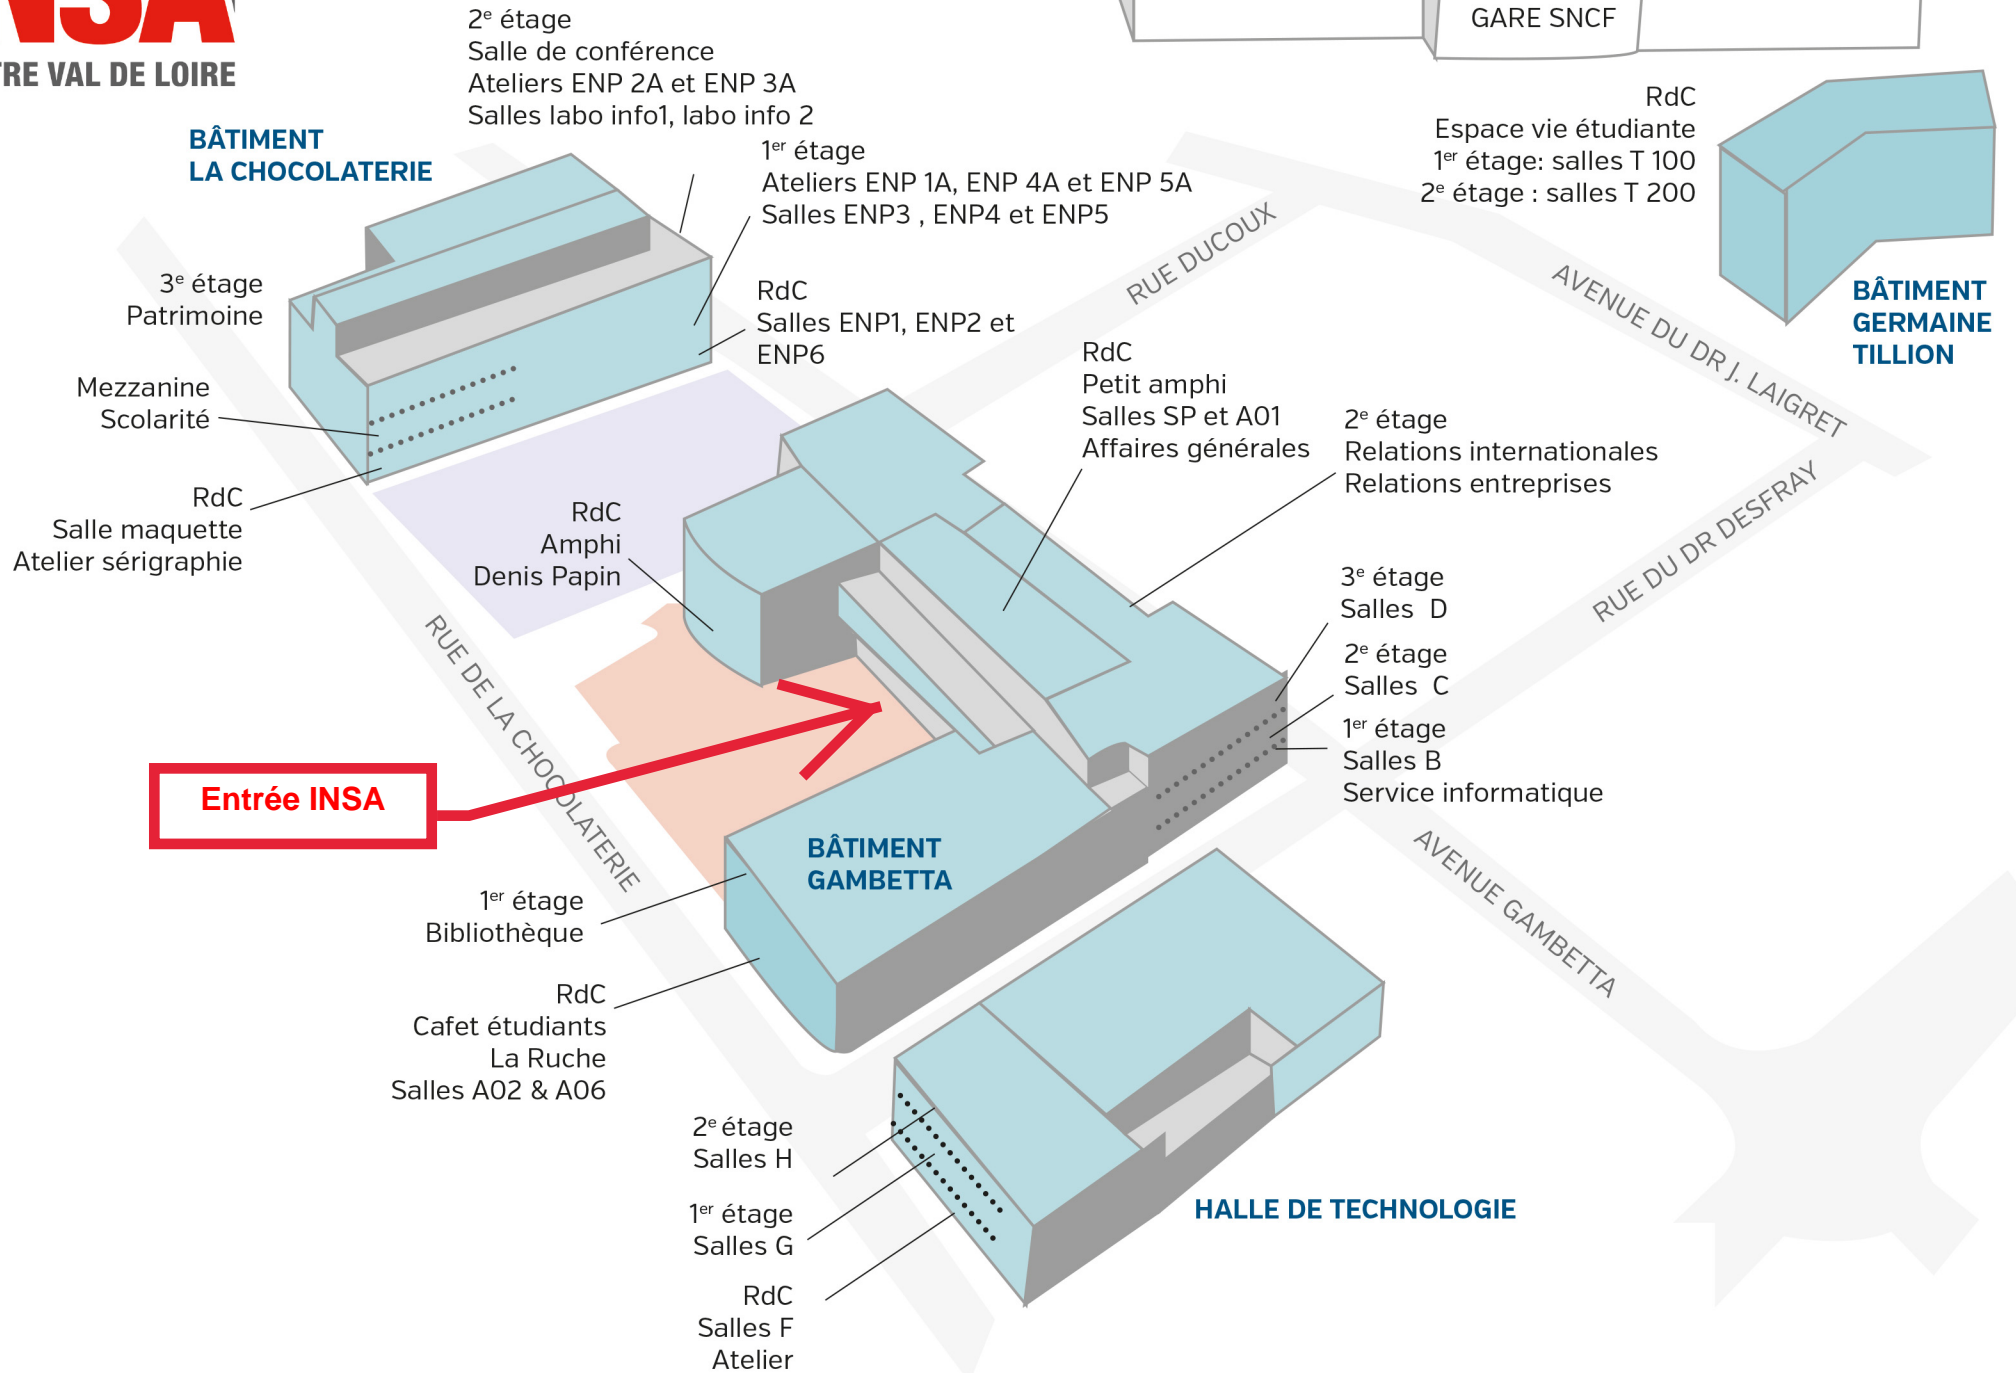 INSA
TRE VAL DE LOIRE
GARE SNCF
2e étage
Salle de conférence
Ateliers ENP 2A et ENP 3A
Salles labo info1, labo info 2
BÂTIMENT
LA CHOCOLATERIE
1er étage
Ateliers ENP 1A, ENP 4A et ENP 5A
Salles ENP3 , ENP4 et ENP5
RdC
Espace vie étudiante
1er étage: salles T 100
2e étage : salles T 200
BÂTIMENT
GERMAINE
TILLION
3e étage
Patrimoine
RdC
Salles ENP1, ENP2 et
ENP6
RUE DUCOUX
AVENUE DU DR J. LAIGRET
Mezzanine
Scolarité
RdC
Petit amphi
Salles SP et A01
Affaires générales
2e étage
Relations internationales
Relations entreprises
RdC
Salle maquette
Atelier sérigraphie
RdC
Amphi
Denis Papin
RUE DU DR DESFRAY
3e étage
Salles D
2e étage
Salles C
1er étage
Salles B
Service informatique
RUE DE LA CHOCOLATERIE
Entrée INSA
BÂTIMENT
GAMBETTA
AVENUE GAMBETTA
1er étage
Bibliothèque
RdC
Cafet étudiants
La Ruche
Salles A02 & A06
2e étage
Salles H
1er étage
Salles G
RdC
Salles F
Atelier
HALLE DE TECHNOLOGIE